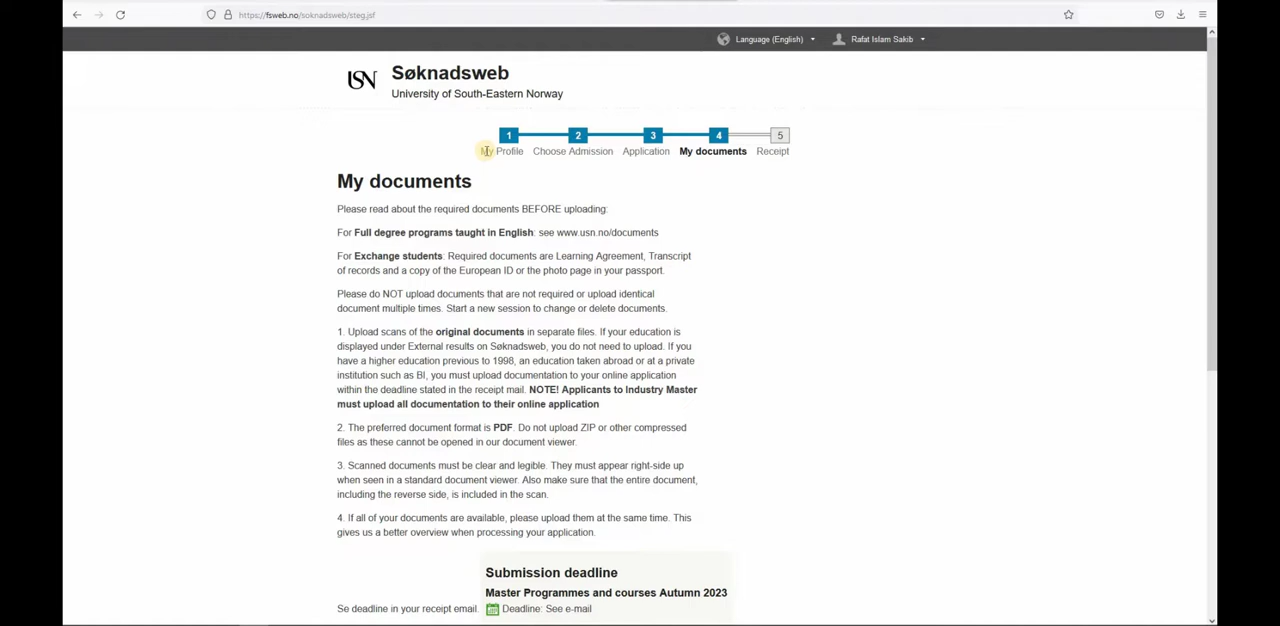 https://fsweb.no/soknadsweb/steg.jsf
Language (English)
Rafat Islam Sakib
USN
Søknadsweb
University of South-Eastern Norway
1 2 3 4 5
My Profile Choose Admission Application My documents Receipt
My documents
Please read about the required documents BEFORE uploading:
For Full degree programs taught in English: see www.usn.no/documents
For Exchange students: Required documents are Learning Agreement, Transcript
of records and a copy of the European ID or the photo page in your passport.
Please do NOT upload documents that are not required or upload identical
document multiple times. Start a new session to change or delete documents.
1. Upload scans of the original documents in separate files. If your education is
displayed under External results on Søknadsweb, you do not need to upload. If you
have a higher education previous to 1998, an education taken abroad or at a private
institution such as BI, you must upload documentation to your online application
within the deadline stated in the receipt mail. NOTE! Applicants to Industry Master
must upload all documentation to their online application
2. The preferred document format is PDF. Do not upload ZIP or other compressed
files as these cannot be opened in our document viewer.
3. Scanned documents must be clear and legible. They must appear right-side up
when seen in a standard document viewer. Also make sure that the entire document,
including the reverse side, is included in the scan.
4. If all of your documents are available, please upload them at the same time. This
gives us a better overview when processing your application.
Submission deadline
Master Programmes and courses Autumn 2023
Se deadline in your receipt email. Deadline: See e-mail